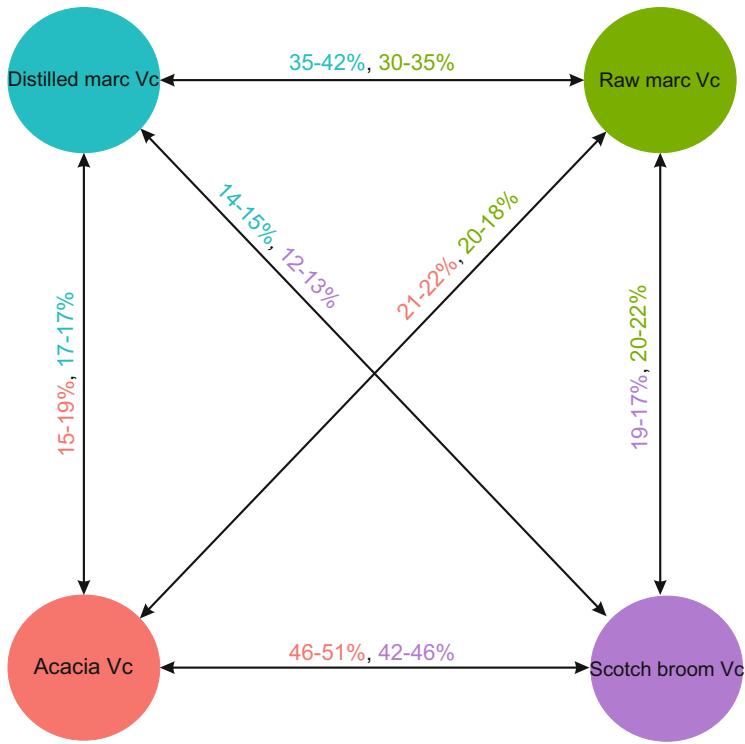 Distilled marc Vc
35-42%, 30-35%
Raw marc Vc
14-15%, 12-13%
21-22%, 20-18%
15-19%, 17-17%
19-17%, 20-22%
Acacia Vc
46-51%, 42-46%
Scotch broom Vc